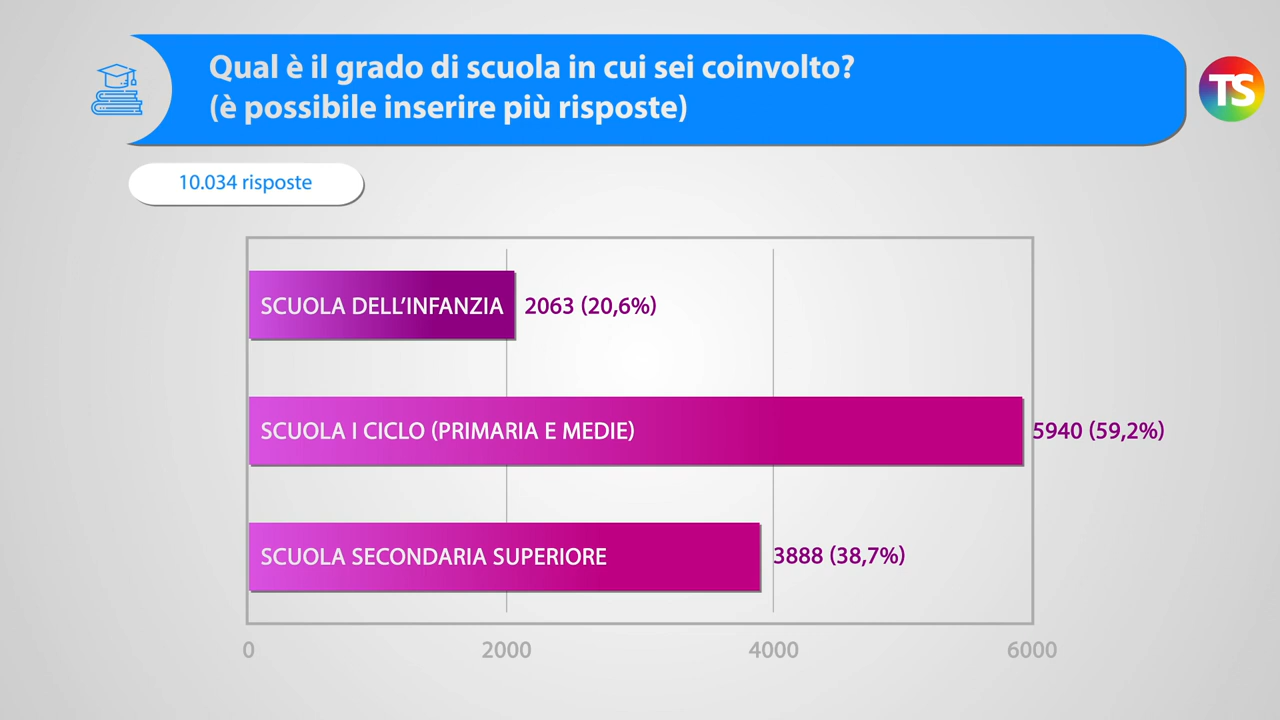 Qual è il grado di scuola in cui sei coinvolto?
(è possibile inserire più risposte)
TS
10.034 risposte
SCUOLA DELL’INFANZIA 2063 (20,6%)
SCUOLA I CICLO (PRIMARIA E MEDIE) 5940 (59,2%)
SCUOLA SECONDARIA SUPERIORE 3888 (38,7%)
0 2000 4000 6000